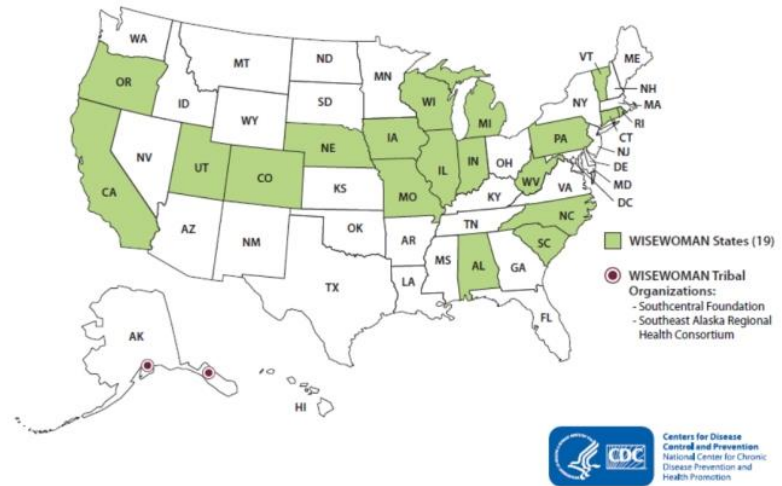 WA
MT
ND
MN
VT
ME
OR
ID
SD
WI
NH
WY
MI
NY
MA
RI
CT
NV
UT
CO
NE
IA
IL
IN
OH
PA
NJ
DE
MD
DC
CA
KS
MO
WV
VA
KY
AZ
NM
OK
AR
TN
NC
SC
TX
LA
MS
AL
GA
FL
WISEWOMAN States (19)
WISEWOMAN Tribal
Organizations:
- Southcentral Foundation
- Southeast Alaska Regional
Health Consortium
AK
HI
CDC
Centers for Disease
Control and Prevention
National Center for Chronic
Disease Prevention and
Health Promotion